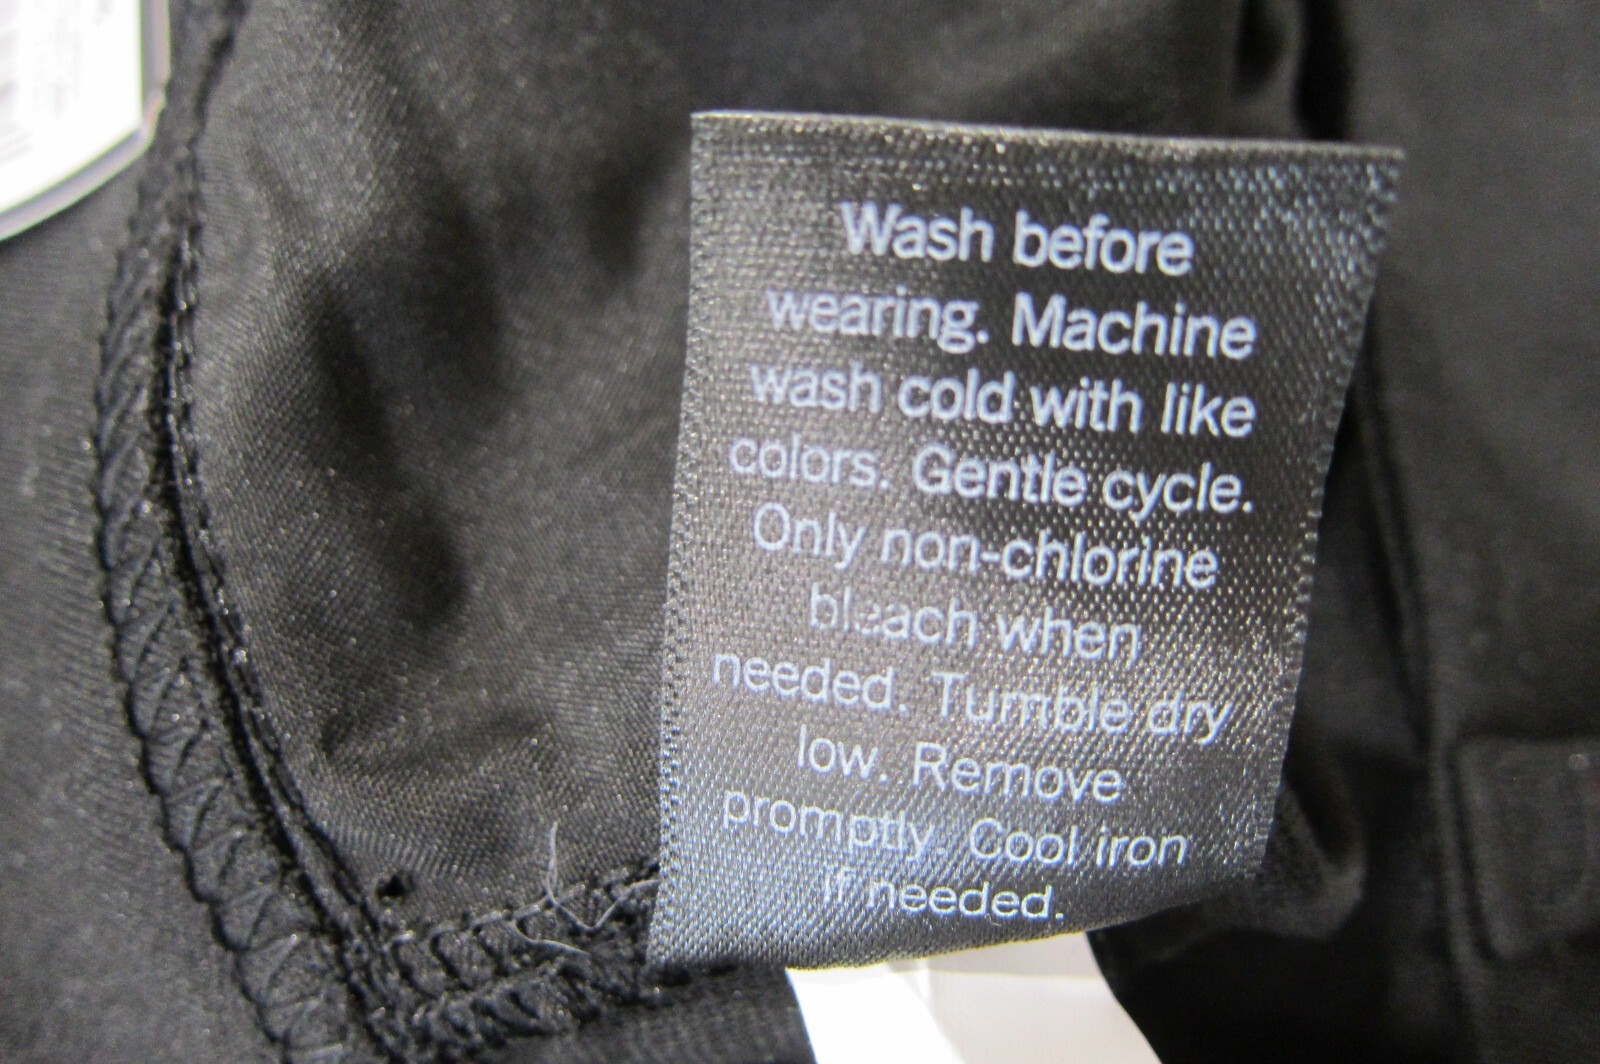 Wash before
wearing. Machine
wash cold with like
colors. Gentle cycle.
Only non-chlorine
bleach when
needed. Tumble dry
low. Remove
promptly. Cool iron
if needed.